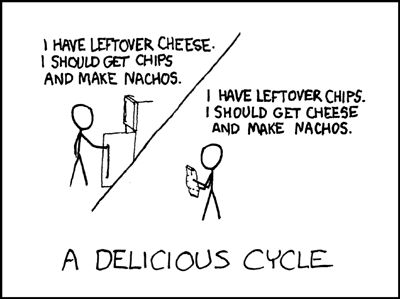 I HAVE LEFTOVER CHEESE.
I SHOULD GET CHIPS
AND MAKE NACHOS.
I HAVE LEFTOVER CHIPS.
I SHOULD GET CHEESE
AND MAKE NACHOS.
A DELICIOUS CYCLE